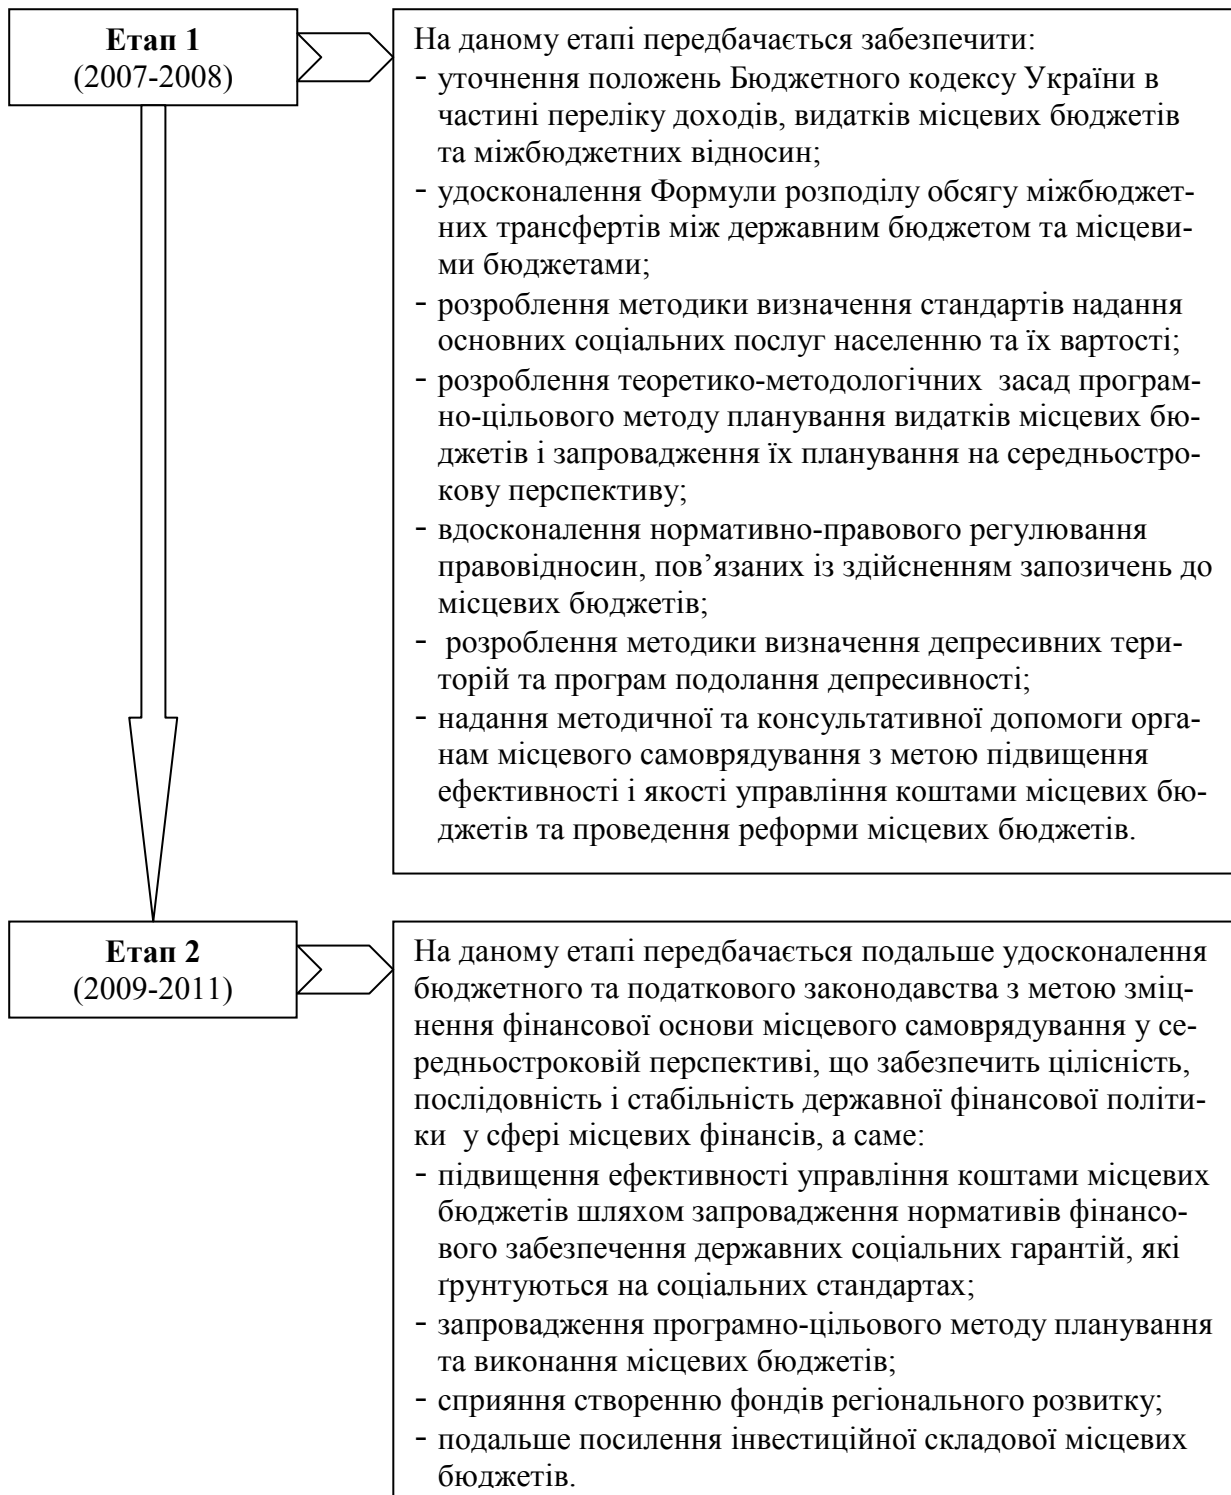 Етап 1
(2007-2008)
На даному етапі передбачається забезпечити:
- уточнення положень Бюджетного кодексу України в
частині переліку доходів, видатків місцевих бюджетів
та міжбюджетних відносин;
- удосконалення Формули розподілу обсягу міжбюджет-
них трансфертів між державним бюджетом та місцеви-
ми бюджетами;
- розроблення методики визначення стандартів надання
основних соціальних послуг населенню та їх вартості;
- розроблення теоретико-методологічних засад програм-
но-цільового методу планування видатків місцевих бю-
джетів і запровадження їх планування на середньостро-
кову перспективу;
- вдосконалення нормативно-правового регулювання
правовідносин, пов’язаних із здійсненням запозичень до
місцевих бюджетів;
- розроблення методики визначення депресивних тери-
торій та програм подолання депресивності;
- надання методичної та консультативної допомоги орга-
нам місцевого самоврядування з метою підвищення
ефективності і якості управління коштами місцевих бю-
джетів та проведення реформи місцевих бюджетів.
Етап 2
(2009-2011)
На даному етапі передбачається подальше удосконалення
бюджетного та податкового законодавства з метою зміц-
нення фінансової основи місцевого самоврядування у се-
редньостроковій перспективі, що забезпечить цілісність,
послідовність і стабільність державної фінансової політи-
ки у сфері місцевих фінансів, а саме:
- підвищення ефективності управління коштами місцевих
бюджетів шляхом запровадження нормативів фінансо-
вого забезпечення державних соціальних гарантій, які
ґрунтуються на соціальних стандартах;
- запровадження програмно-цільового методу планування
та виконання місцевих бюджетів;
- сприяння створенню фондів регіонального розвитку;
- подальше посилення інвестиційної складової місцевих
бюджетів.